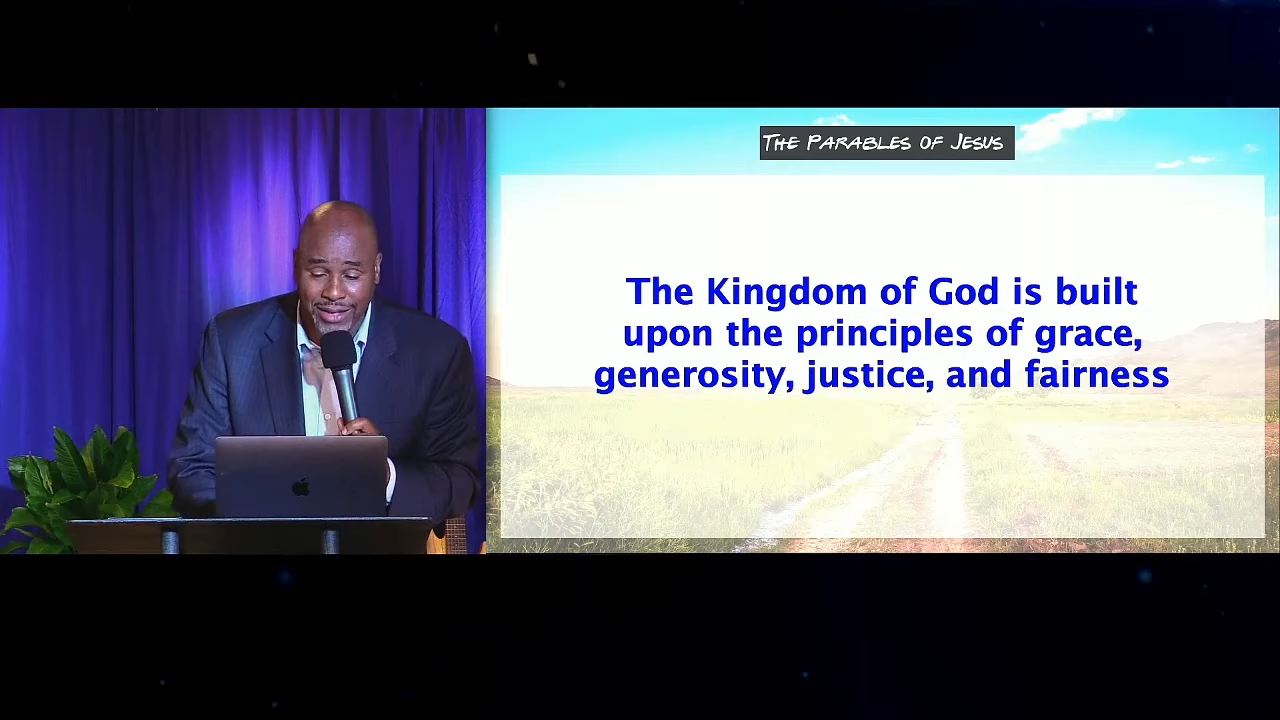 The Parables of Jesus
The Kingdom of God is built
upon the principles of grace,
generosity, justice, and fairness